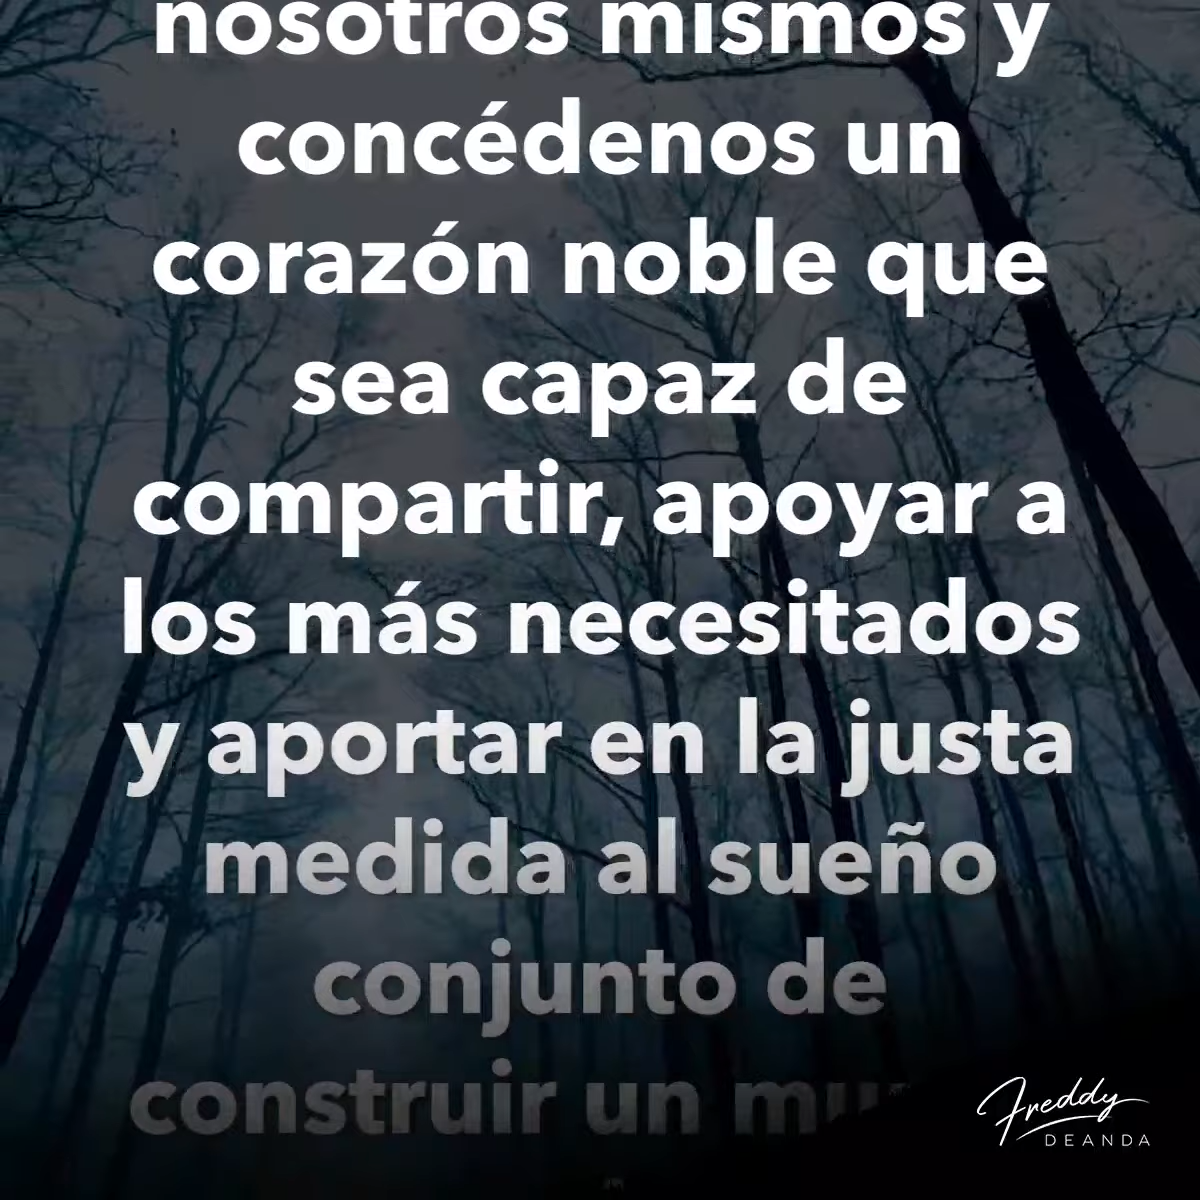 nosotros mismos y
concédenos un
corazón noble que
sea capaz de
compartir, apoyar a
los más necesitados
y aportar en la justa
medida al sueño
conjunto de
construir un
Freddy
DEANDA